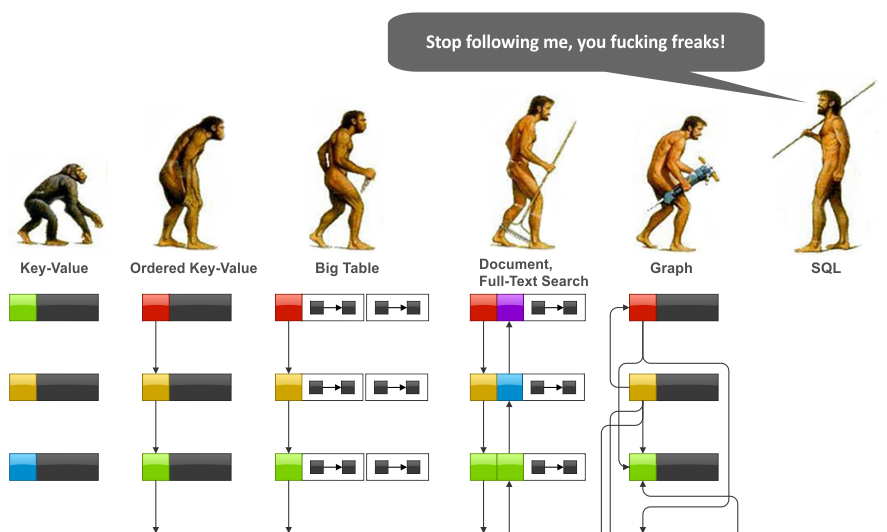 Stop following me, you fucking freaks!
Key-Value
Ordered Key-Value
Big Table
Document,
Full-Text Search
Graph
SQL